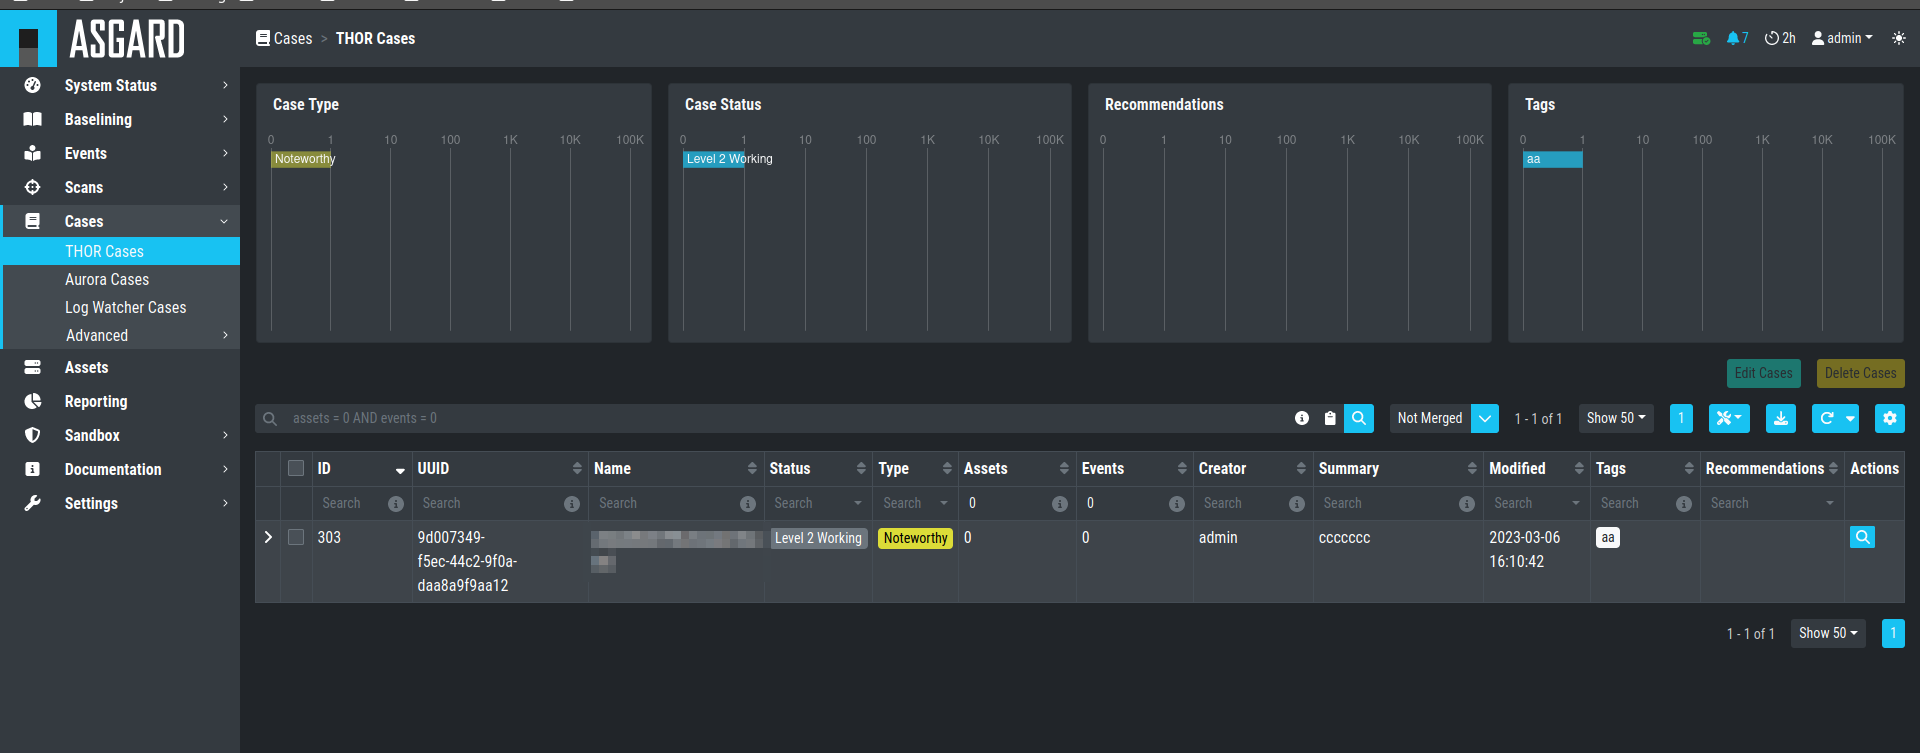 ASGARD
Cases > THOR Cases
7 2h admin
System Status
Baselining
Events
Scans
Cases
THOR Cases
Aurora Cases
Log Watcher Cases
Advanced
Assets
Reporting
Sandbox
Documentation
Settings
Case Type
0 1 10 100 1K 10K 100K
Noteworthy
Case Status
0 1 10 100 1K 10K 100K
Level 2 Working
Recommendations
0 1 10 100 1K 10K 100K
Tags
0 1 10 100 1K 10K 100K
aa
Edit Cases Delete Cases
assets = 0 AND events = 0 Not Merged 1 - 1 of 1 Show 50 1
ID UUID Name Status Type Assets Events Creator Summary Modified Tags Recommendations Actions
Search Search Search Search Search 0 0 Search Search Search Search Search
303 9d007349- Level 2 Working Noteworthy 0 0 admin ccccccc 2023-03-06 aa
f5ec-44c2-9f0a- 16:10:42
daa8a9f9aa12
1 - 1 of 1 Show 50 1